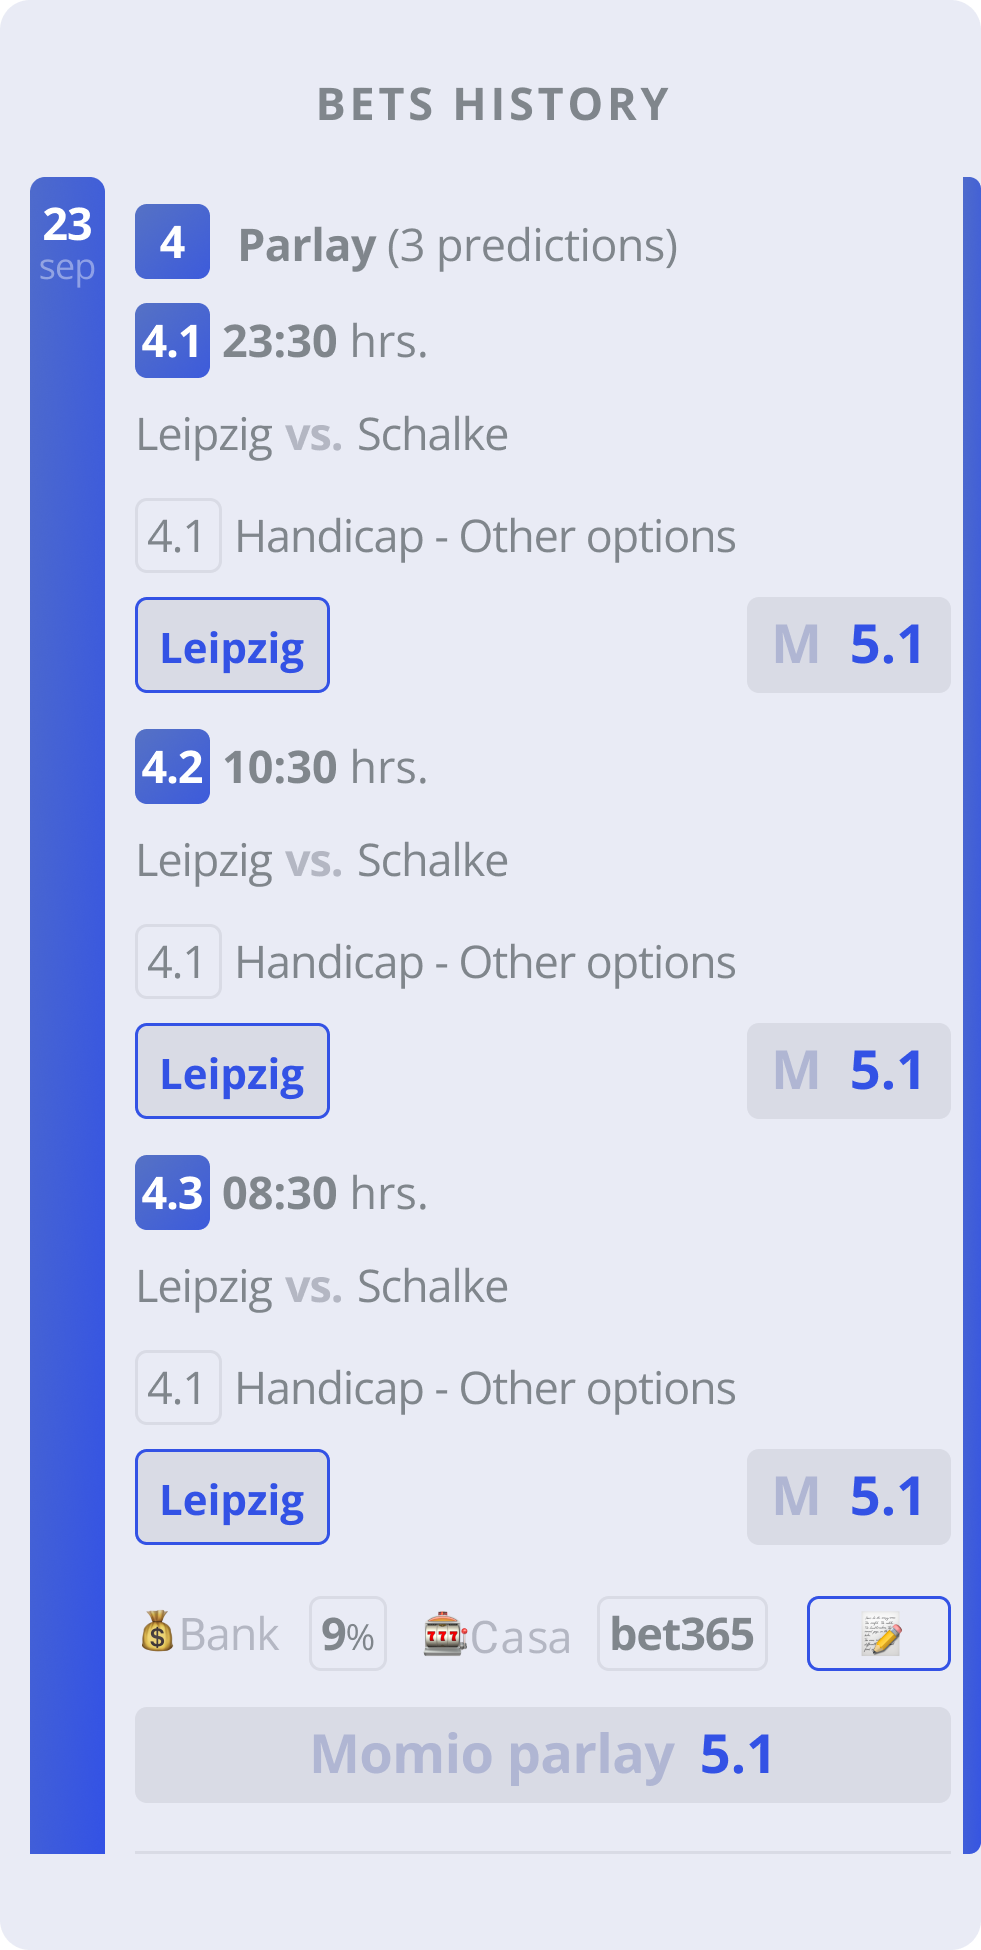 BETS HISTORY
23
sep
4 Parlay (3 predictions)
4.1 23:30 hrs.
Leipzig vs. Schalke
4.1 Handicap - Other options
Leipzig M 5.1
4.2 10:30 hrs.
Leipzig vs. Schalke
4.1 Handicap - Other options
Leipzig M 5.1
4.3 08:30 hrs.
Leipzig vs. Schalke
4.1 Handicap - Other options
Leipzig M 5.1
💰Bank 9% 🎰Casa bet365 📝
Momio parlay 5.1